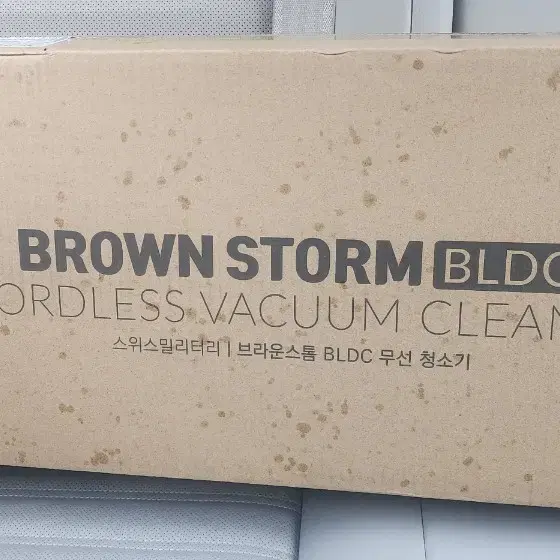 BROWN STORM BLDC
ORDLESS VACUUM CLEAN
스위스밀리터리 | 브라운스톰 BLDC 무선 청소기